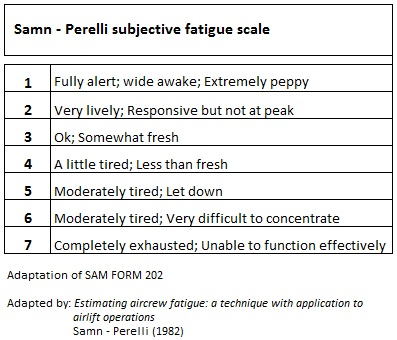 Samn - Perelli subjective fatigue scale
1 Fully alert; wide awake; Extremely peppy
2 Very lively; Responsive but not at peak
3 Ok; Somewhat fresh
4 A little tired; Less than fresh
5 Moderately tired; Let down
6 Moderately tired; Very difficult to concentrate
7 Completely exhausted; Unable to function effectively
Adaptation of SAM FORM 202
Adapted by: Estimating aircrew fatigue: a technique with application to
airlift operations
Samn - Perelli (1982)